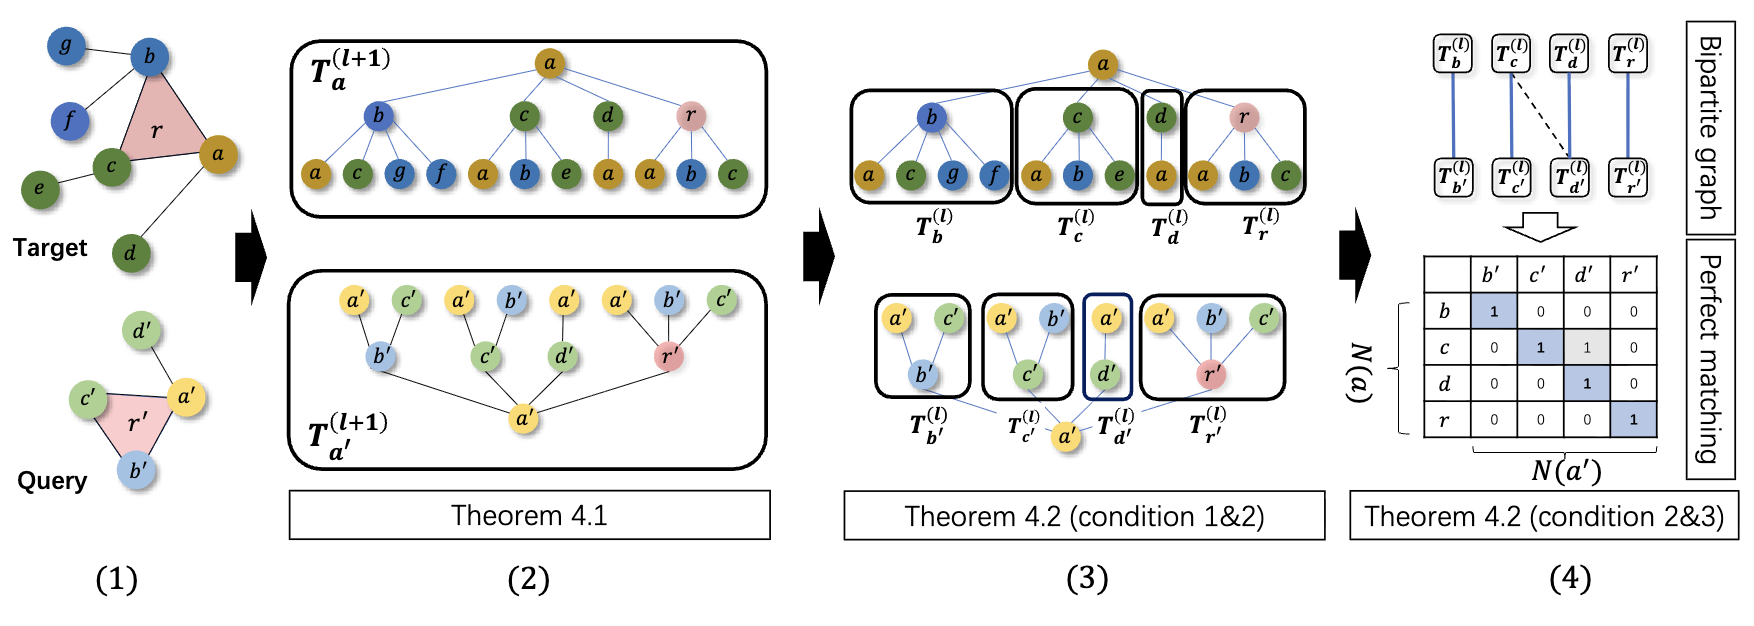 g
b
f
r
a
c
e
Target
d
d′
c′
a′
r′
b′
Query
(1)
T_a^(l+1)
a
b c d r
a c g f a b e a a b c
a′ c′ a′ b′ a′ a′ b′ c′
b′ c′ d′ r′
a′
T_a′^(l+1)
Theorem 4.1
(2)
a
b c d r
a c g f a b e a a b c
T_b^(l) T_c^(l) T_d^(l) T_r^(l)
a′ c′ a′ b′ a′ a′ b′ c′
b′ c′ d′ r′
T_b′^(l) T_c′^(l) T_d′^(l) T_r′^(l)
a′
Theorem 4.2 (condition 1&2)
(3)
T_b^(l) T_c^(l) T_d^(l) T_r^(l)
T_b′^(l) T_c′^(l) T_d′^(l) T_r′^(l)
Bipartite graph
b′ c′ d′ r′
b 1 0 0 0
c 0 1 1 0
d 0 0 1 0
r 0 0 0 1
N(a)
N(a′)
Perfect matching
Theorem 4.2 (condition 2&3)
(4)